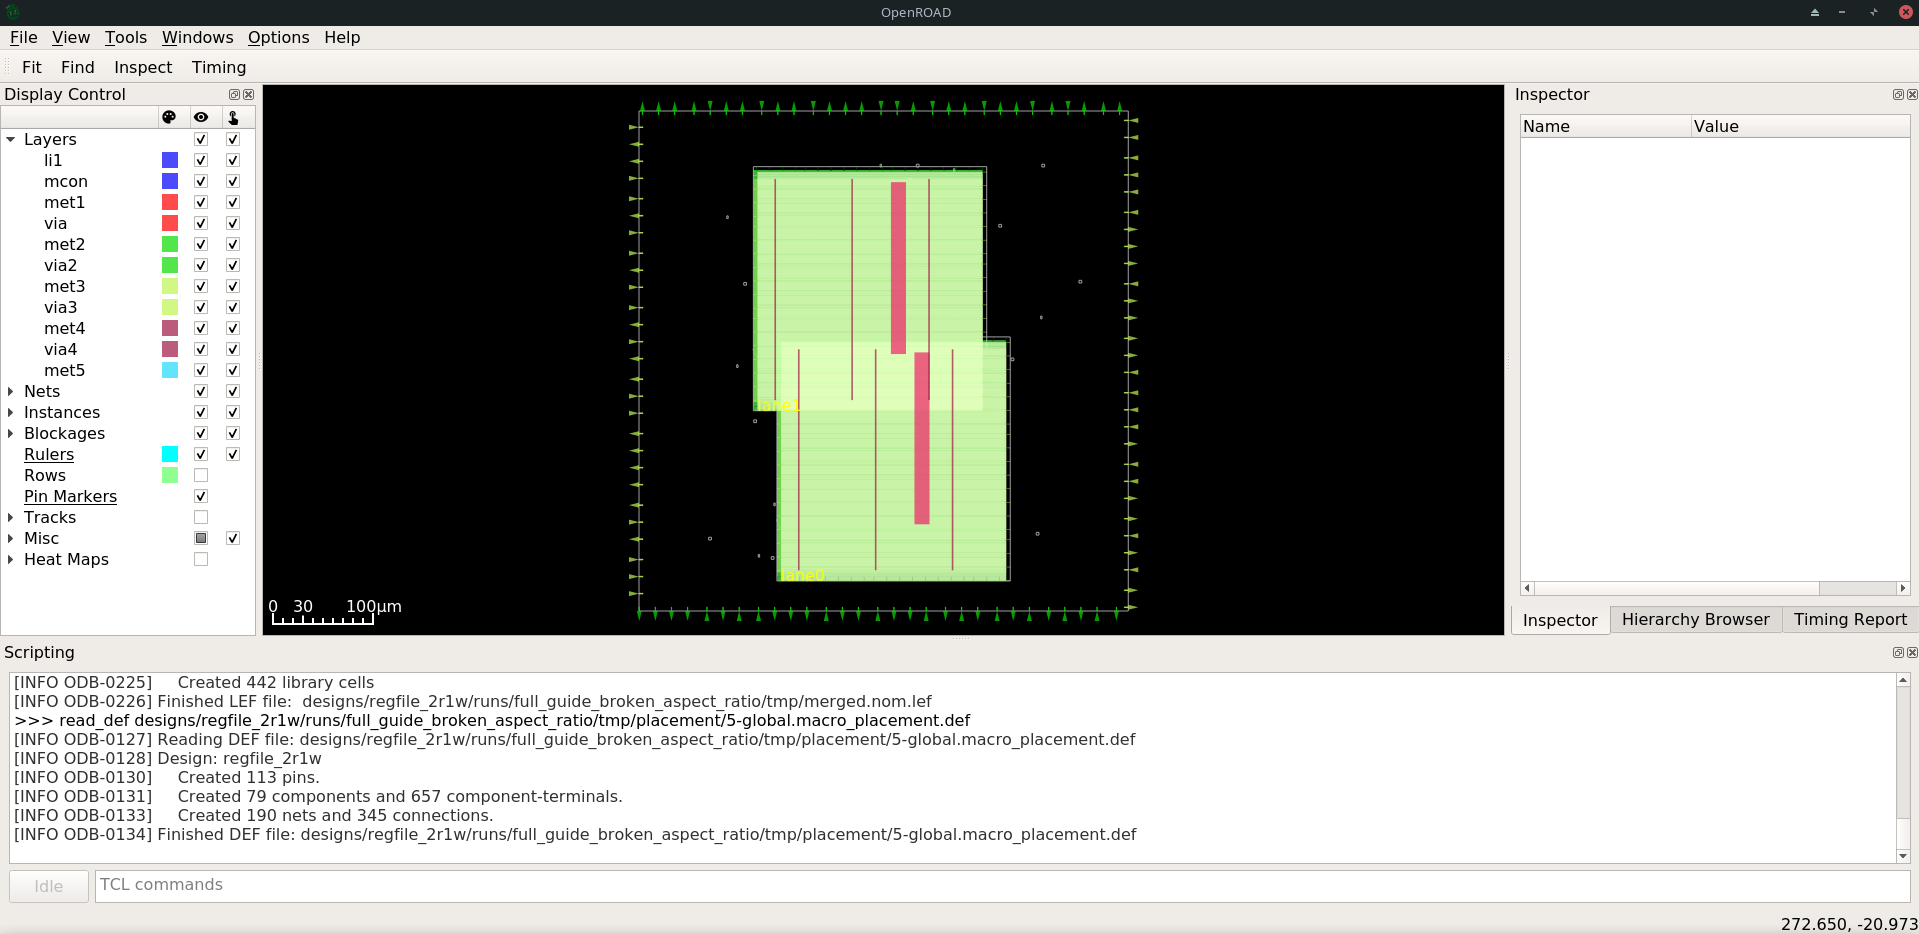 OpenROAD
File View Tools Windows Options Help
Fit Find Inspect Timing
Display Control
Layers
li1
mcon
met1
via
met2
via2
met3
via3
met4
via4
met5
Nets
Instances
Blockages
Rulers
Rows
Pin Markers
Tracks
Misc
Heat Maps
lane1
lane0
0 30 100μm
Inspector
Name Value
Inspector Hierarchy Browser Timing Report
Scripting
[INFO ODB-0225] Created 442 library cells
[INFO ODB-0226] Finished LEF file: designs/regfile_2r1w/runs/full_guide_broken_aspect_ratio/tmp/merged.nom.lef
>>> read_def designs/regfile_2r1w/runs/full_guide_broken_aspect_ratio/tmp/placement/5-global.macro_placement.def
[INFO ODB-0127] Reading DEF file: designs/regfile_2r1w/runs/full_guide_broken_aspect_ratio/tmp/placement/5-global.macro_placement.def
[INFO ODB-0128] Design: regfile_2r1w
[INFO ODB-0130] Created 113 pins.
[INFO ODB-0131] Created 79 components and 657 component-terminals.
[INFO ODB-0133] Created 190 nets and 345 connections.
[INFO ODB-0134] Finished DEF file: designs/regfile_2r1w/runs/full_guide_broken_aspect_ratio/tmp/placement/5-global.macro_placement.def
Idle TCL commands
272.650, -20.973